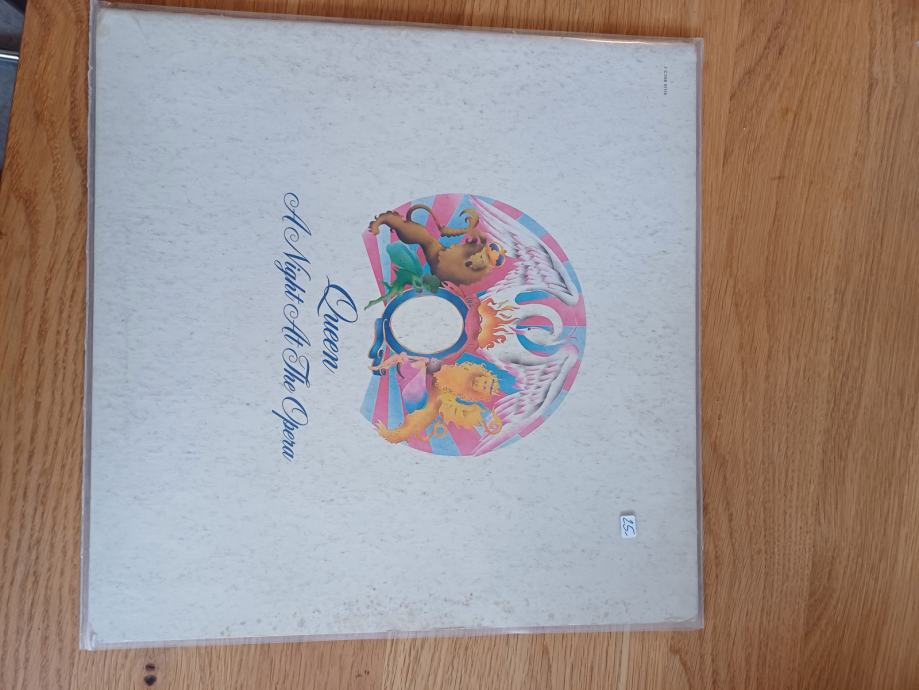 Queen
A Night At The Opera
25,-